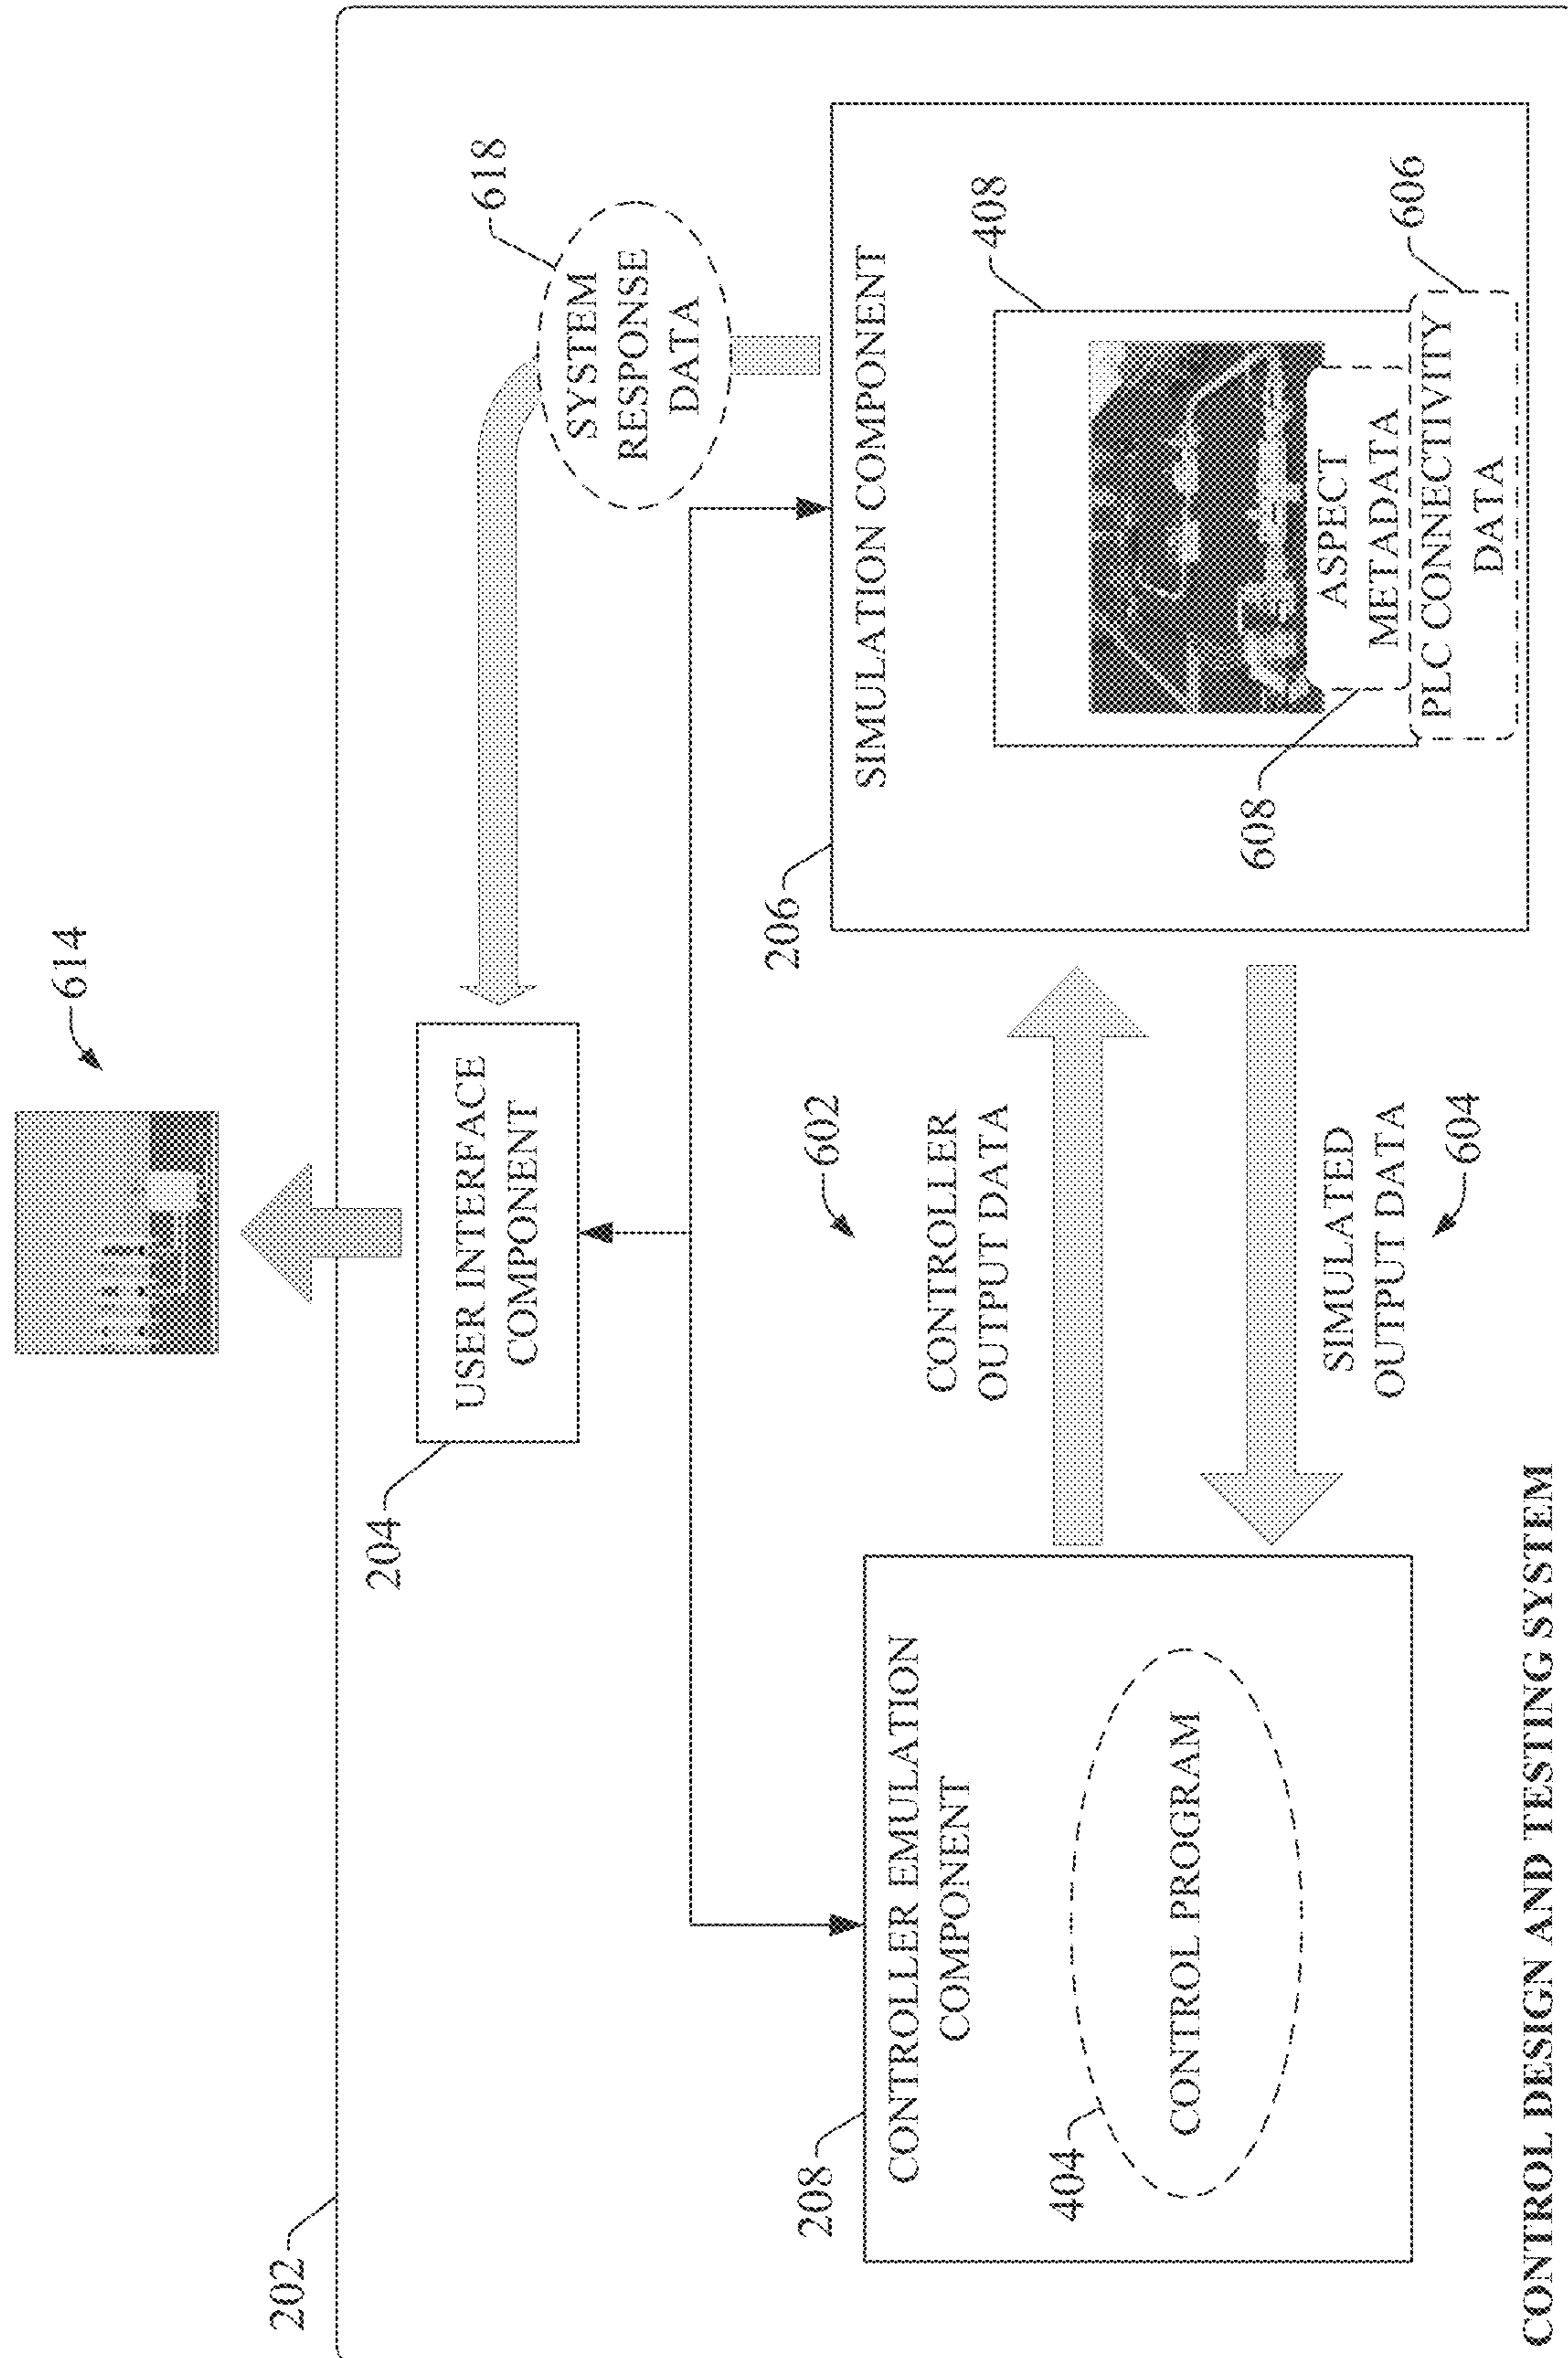 614
202
204
USER INTERFACE
COMPONENT
618
SYSTEM
RESPONSE
DATA
208
CONTROLLER EMULATION
COMPONENT
404
CONTROL PROGRAM
602
CONTROLLER
OUTPUT DATA
SIMULATED
OUTPUT DATA
604
206
SIMULATION COMPONENT
408
608
ASPECT
METADATA
PLC CONNECTIVITY
DATA
606
CONTROL DESIGN AND TESTING SYSTEM